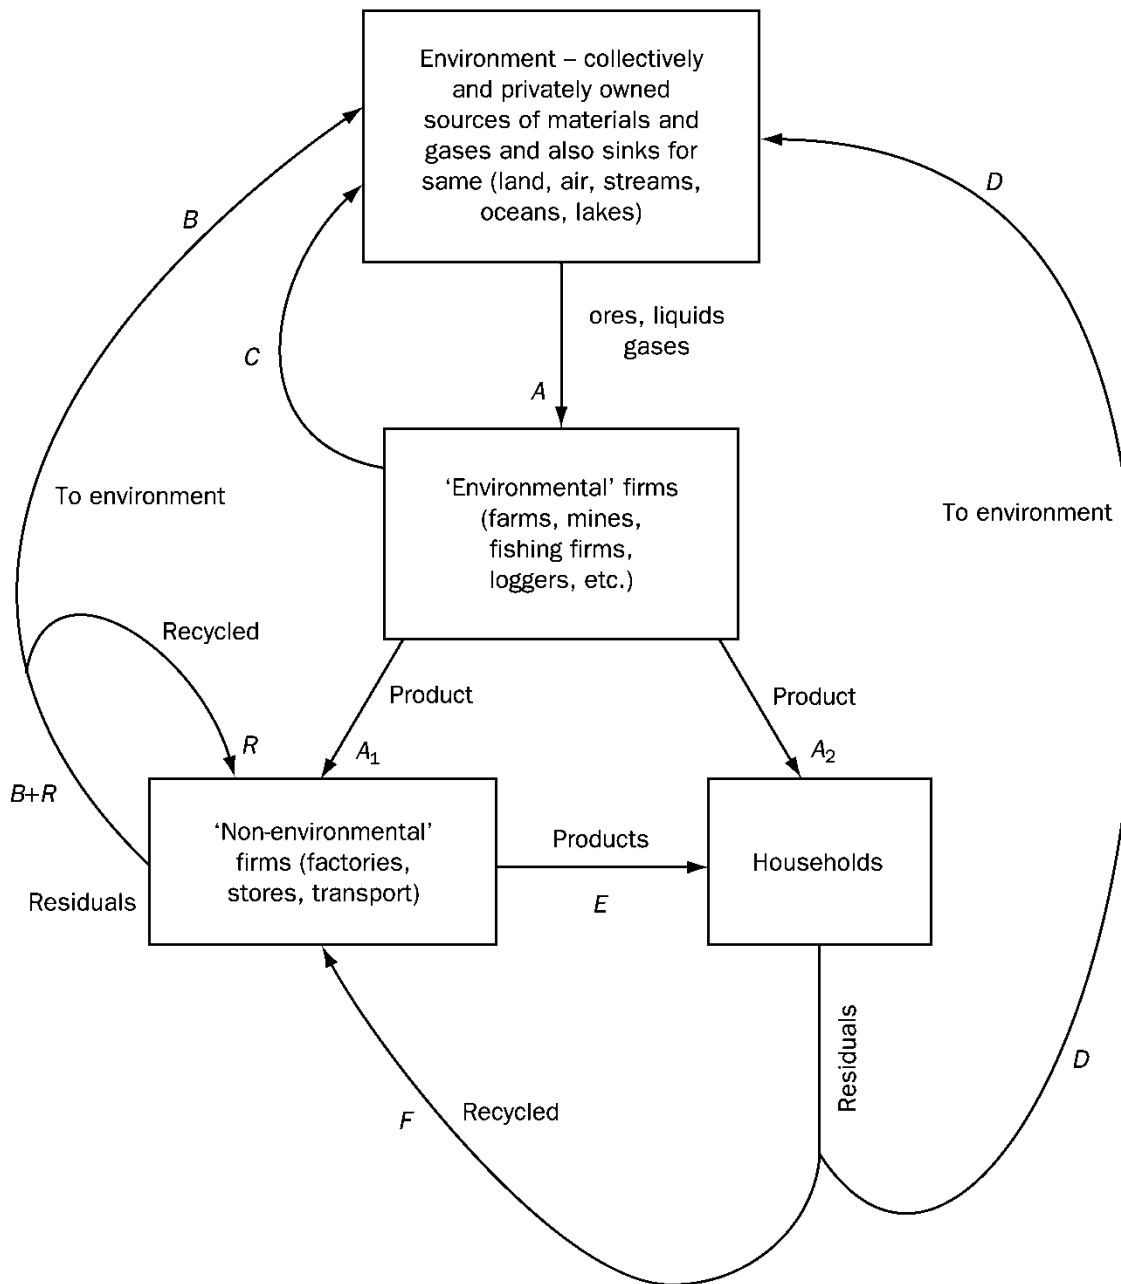 Environment – collectively
and privately owned
sources of materials and
gases and also sinks for
same (land, air, streams,
oceans, lakes)
D
B
ores, liquids
gases
C
A
‘Environmental’ firms
(farms, mines,
fishing firms,
loggers, etc.)
To environment
To environment
Recycled
Product
Product
R
A₁
A₂
B+R
‘Non-environmental’
firms (factories,
stores, transport)
Products
E
Households
Residuals
Residuals
D
Recycled
F